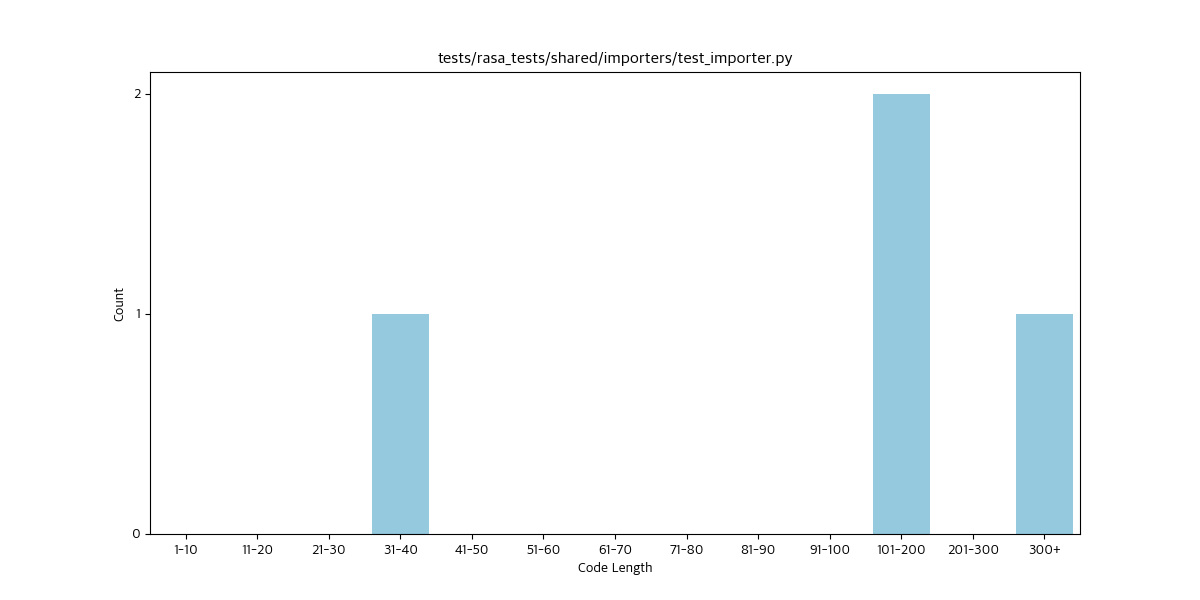 tests/rasa_tests/shared/importers/test_importer.py
Count
2
1
0
1-10 11-20 21-30 31-40 41-50 51-60 61-70 71-80 81-90 91-100 101-200 201-300 300+
Code Length